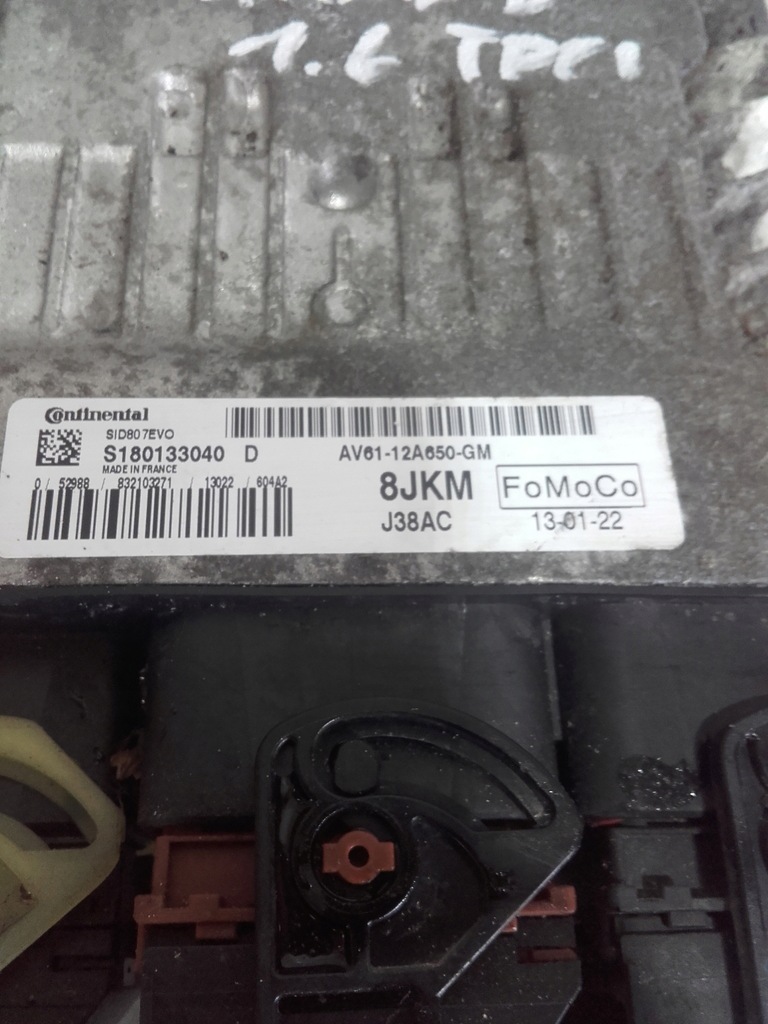 1.6 TDCI
Continental
SID807EVO
S180133040 D
MADE IN FRANCE
0 / 52988 / 832103271 / 13022 / 604A2
AV61-12A650-GM
8JKM
FoMoCo
J38AC
13-01-22